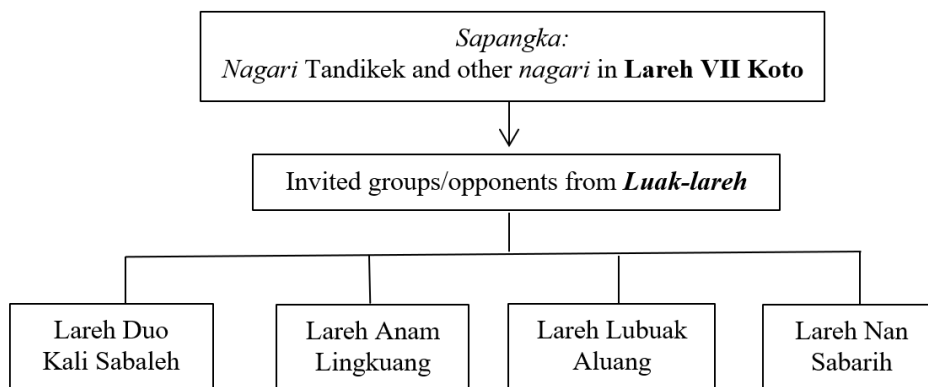 Sapangka:
Nagari Tandikek and other nagari in Lareh VII Koto
Invited groups/opponents from Luak-lareh
Lareh Duo
Kali Sabaleh
Lareh Anam
Lingkuang
Lareh Lubuak
Aluang
Lareh Nan
Sabarih